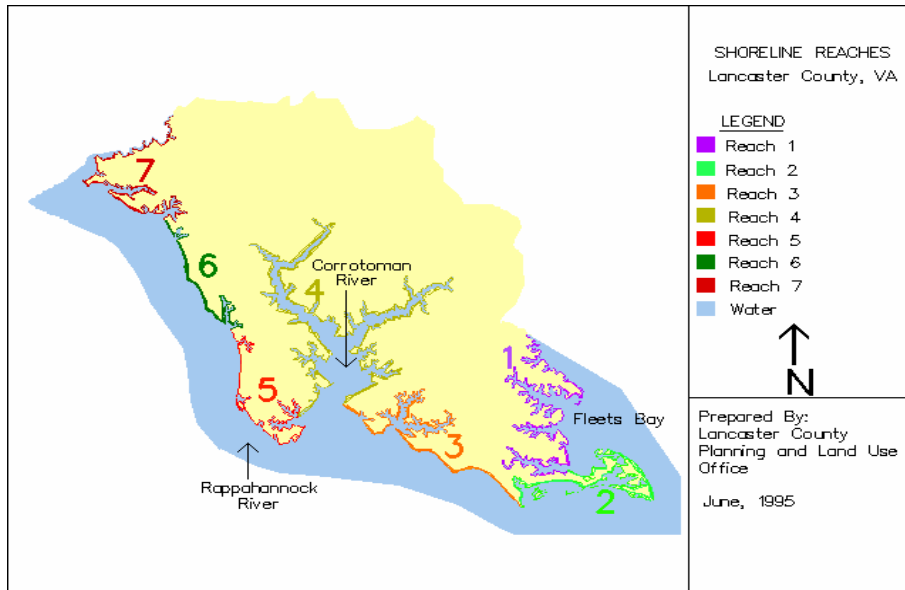 SHORELINE REACHES
Lancaster County, VA
LEGEND
Reach 1
Reach 2
Reach 3
Reach 4
Reach 5
Reach 6
Reach 7
Water
N
Prepared By:
Lancaster County
Planning and Land Use
Office
June, 1995
7
6
Corrotoman
River
4
1
5
Fleets Bay
3
Rappahannock
River
2